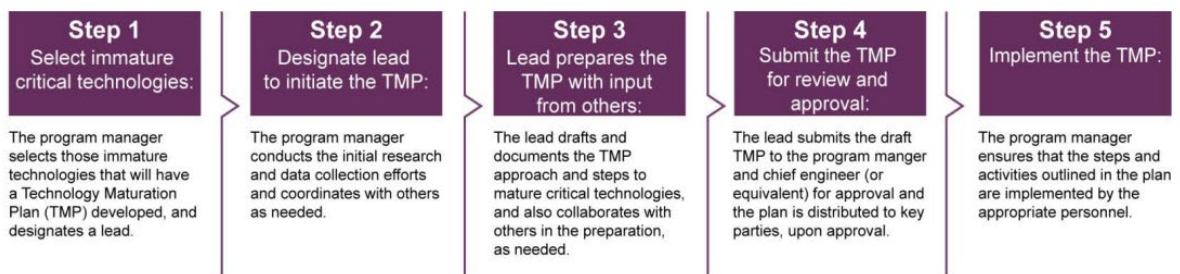 Step 1
Select immature
critical technologies:
The program manager
selects those immature
technologies that will have
a Technology Maturation
Plan (TMP) developed, and
designates a lead.
Step 2
Designate lead
to initiate the TMP:
The program manager
conducts the initial research
and data collection efforts
and coordinates with others
as needed.
Step 3
Lead prepares the
TMP with input
from others:
The lead drafts and
documents the TMP
approach and steps to
mature critical technologies,
and also collaborates with
others in the preparation,
as needed.
Step 4
Submit the TMP
for review and
approval:
The lead submits the draft
TMP to the program manger
and chief engineer (or
equivalent) for approval and
the plan is distributed to key
parties, upon approval.
Step 5
Implement the TMP:
The program manager
ensures that the steps and
activities outlined in the plan
are implemented by the
appropriate personnel.